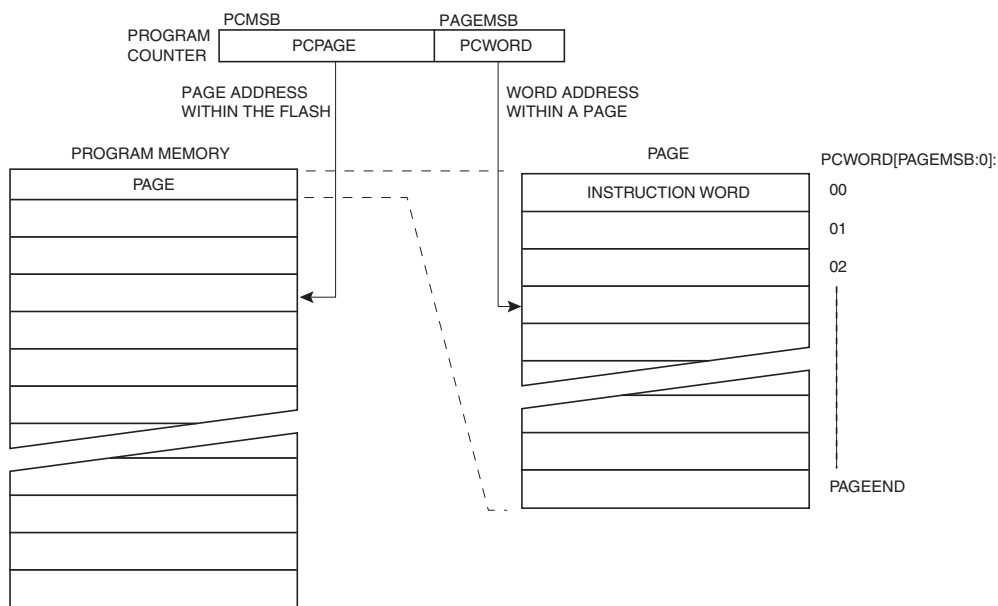 PCMSB
PAGEMSB
PROGRAM
COUNTER
PCPAGE
PCWORD
PAGE ADDRESS
WITHIN THE FLASH
WORD ADDRESS
WITHIN A PAGE
PROGRAM MEMORY
PAGE
PAGE
PCWORD[PAGEMSB:0]:
INSTRUCTION WORD
00
01
02
PAGEEND